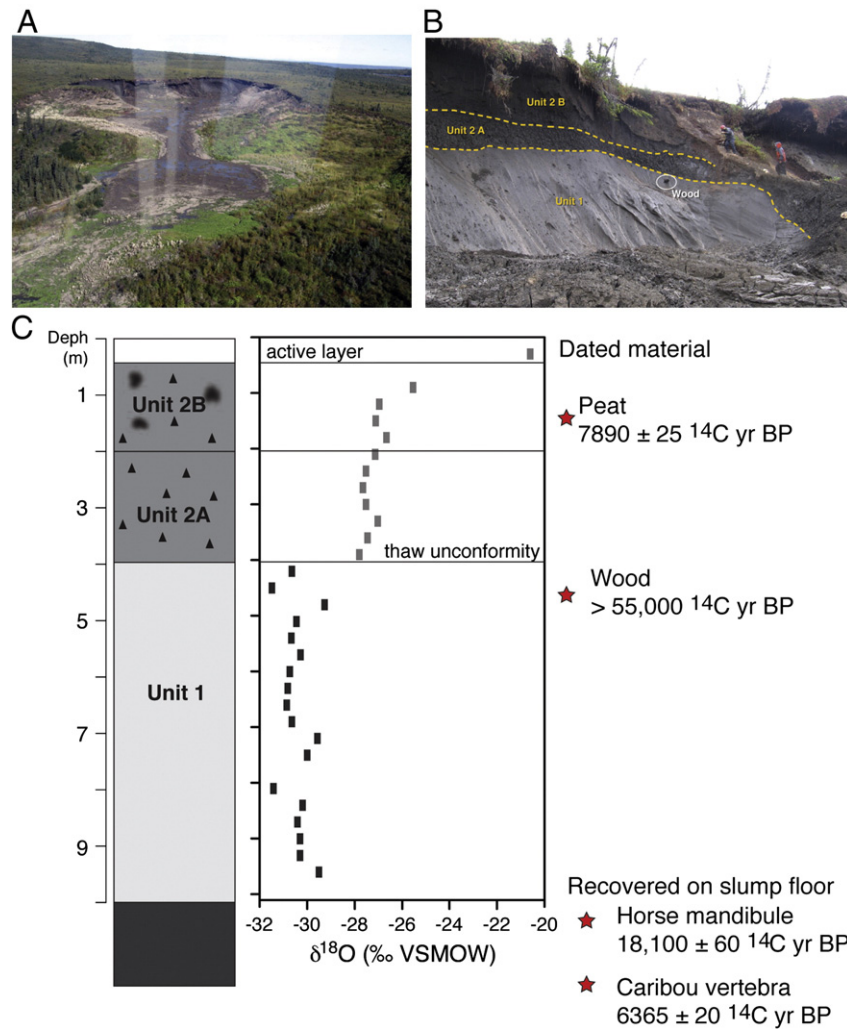 A
B
Unit 2 B
Unit 2 A
Unit 1
Wood
C
Deph
(m)
1
3
5
7
9
Unit 2B
Unit 2A
Unit 1
active layer
thaw unconformity
-32 -30 -28 -26 -24 -22 -20
δ¹⁸O (‰ VSMOW)
Dated material
Peat
7890 ± 25 ¹⁴C yr BP
Wood
> 55,000 ¹⁴C yr BP
Recovered on slump floor
Horse mandibule
18,100 ± 60 ¹⁴C yr BP
Caribou vertebra
6365 ± 20 ¹⁴C yr BP